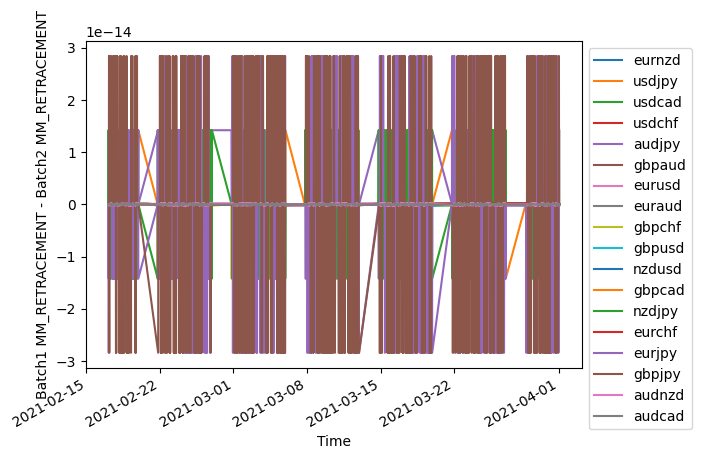 1e−14
3
2
1
0
−1
−2
−3
Batch1 MM_RETRACEMENT - Batch2 MM_RETRACEMENT
2021-02-15
2021-02-22
2021-03-01
2021-03-08
2021-03-15
2021-03-22
2021-04-01
Time
eurnzd
usdjpy
usdcad
usdchf
audjpy
gbpaud
eurusd
euraud
gbpchf
gbpusd
nzdusd
gbpcad
nzdjpy
eurchf
eurjpy
gbpjpy
audnzd
audcad